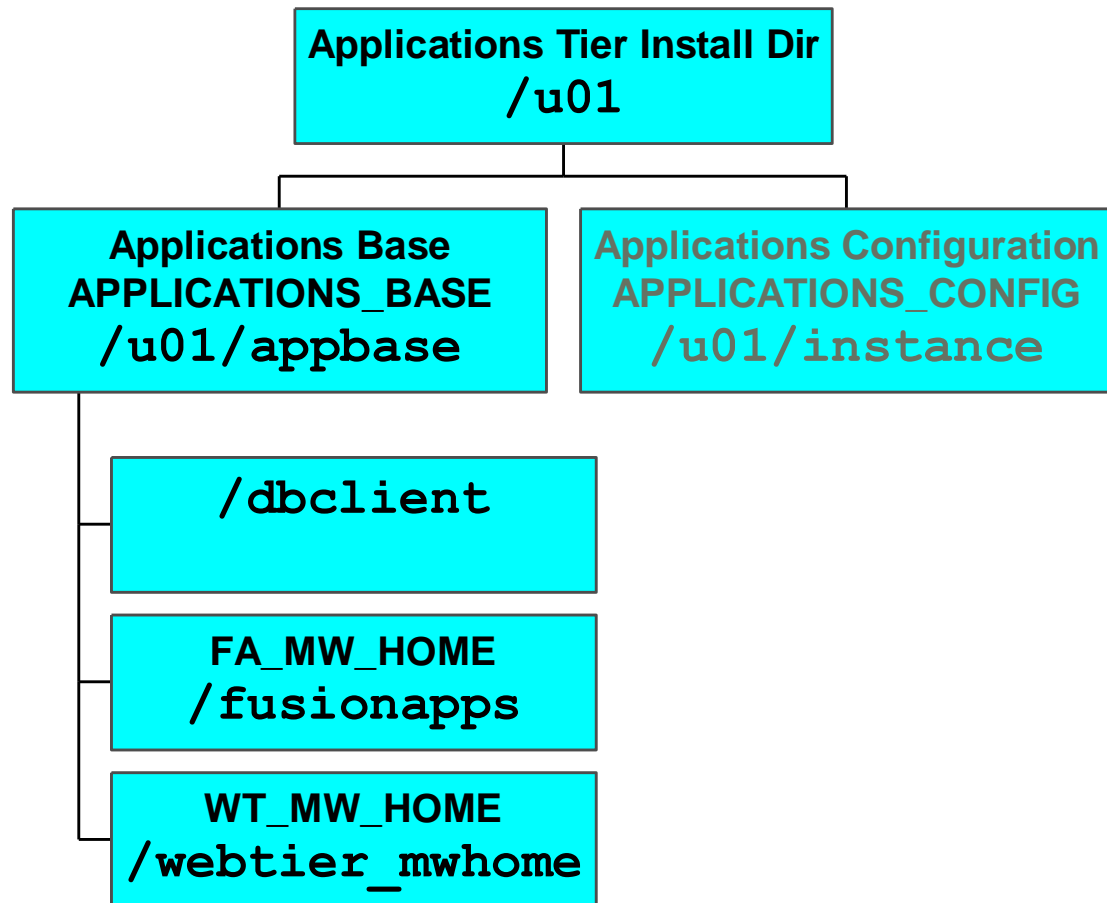 Applications Tier Install Dir
/u01
Applications Base
APPLICATIONS_BASE
/u01/appbase
Applications Configuration
APPLICATIONS_CONFIG
/u01/instance
/dbclient
FA_MW_HOME
/fusionapps
WT_MW_HOME
/webtier_mwhome